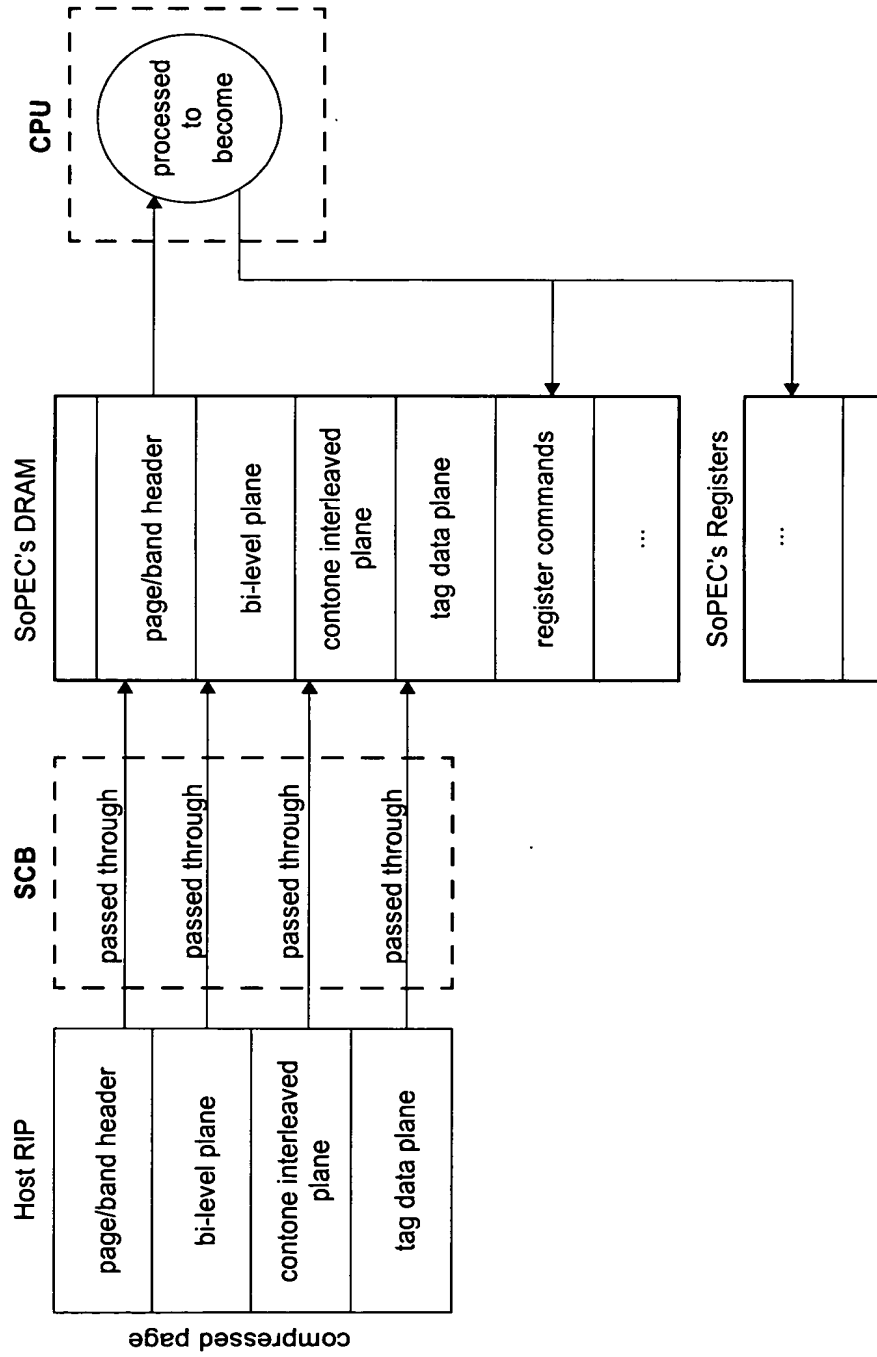 Host RIP
compressed page
page/band header
bi-level plane
contone interleaved
plane
tag data plane
SCB
passed through
passed through
passed through
passed through
SoPEC's DRAM
page/band header
bi-level plane
contone interleaved
plane
tag data plane
register commands
...
CPU
processed
to
become
SoPEC's Registers
...